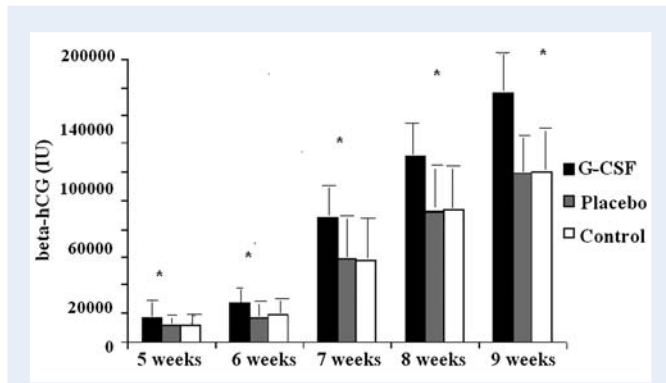 200000
140000
100000
60000
20000
0
beta-hCG (IU)
*
*
*
*
*
G-CSF
Placebo
Control
5 weeks
6 weeks
7 weeks
8 weeks
9 weeks